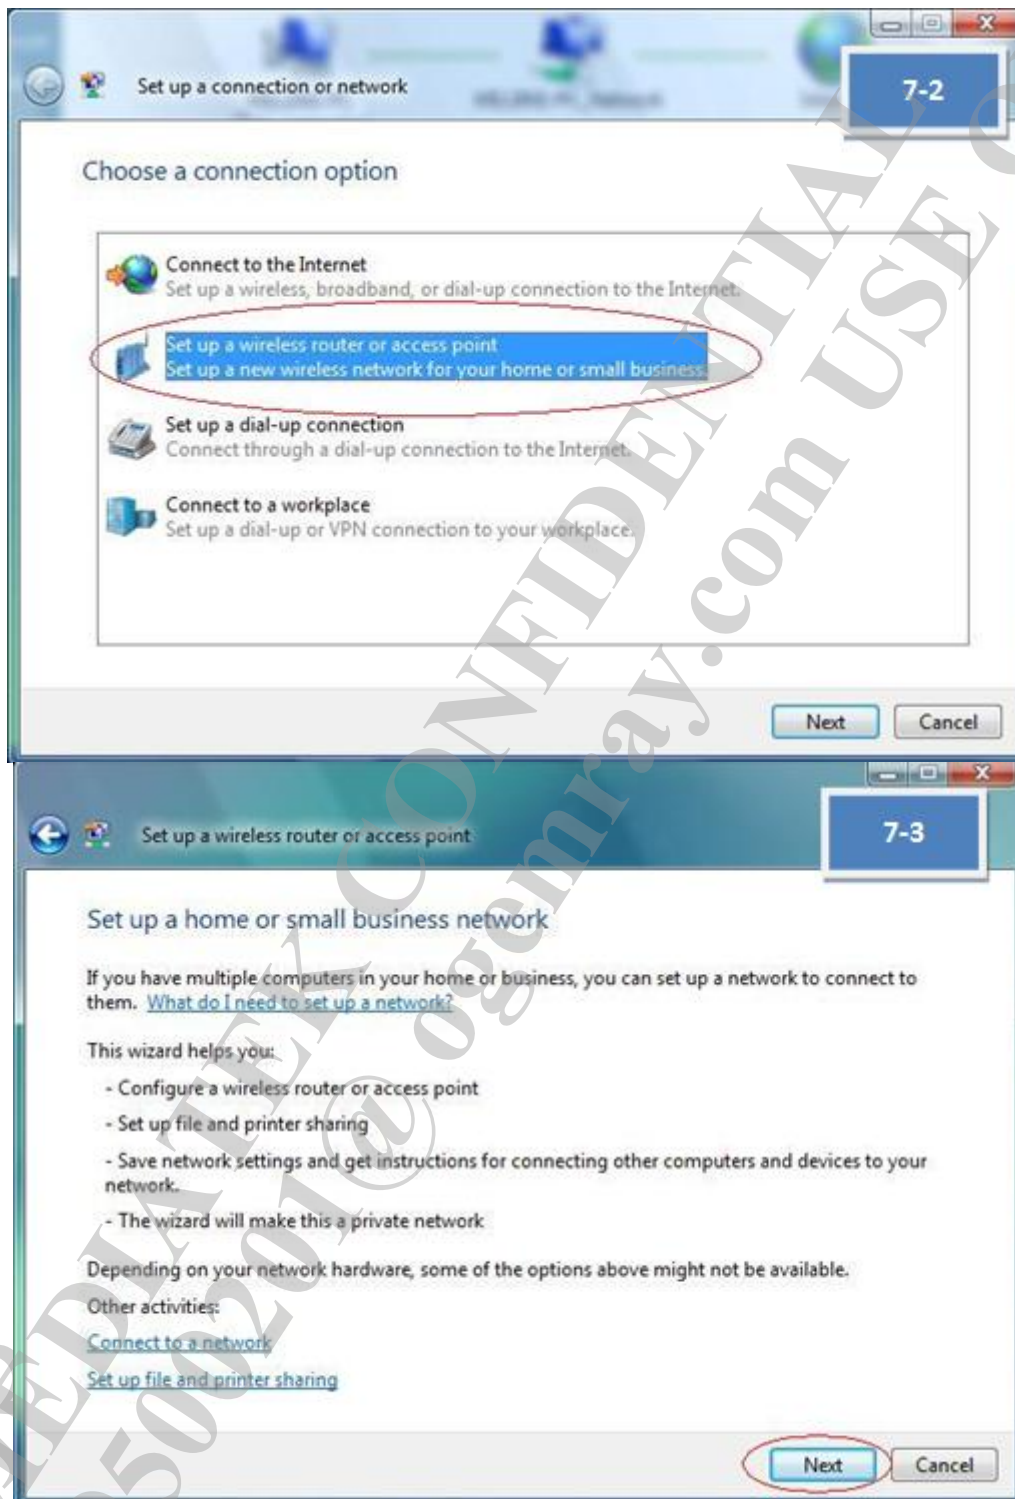 Set up a connection or network
7-2
Choose a connection option
Connect to the Internet
Set up a wireless, broadband, or dial-up connection to the Internet.
Set up a wireless router or access point
Set up a new wireless network for your home or small business.
Set up a dial-up connection
Connect through a dial-up connection to the Internet.
Connect to a workplace
Set up a dial-up or VPN connection to your workplace.
Next
Cancel
Set up a wireless router or access point
7-3
Set up a home or small business network
If you have multiple computers in your home or business, you can set up a network to connect to
them. What do I need to set up a network?
This wizard helps you:
- Configure a wireless router or access point
- Set up file and printer sharing
- Save network settings and get instructions for connecting other computers and devices to your
network.
- The wizard will make this a private network
Depending on your network hardware, some of the options above might not be available.
Other activities:
Connect to a network
Set up file and printer sharing
Next
Cancel
MEDIATEK CONFIDENTIAL
ogemray.com USE O